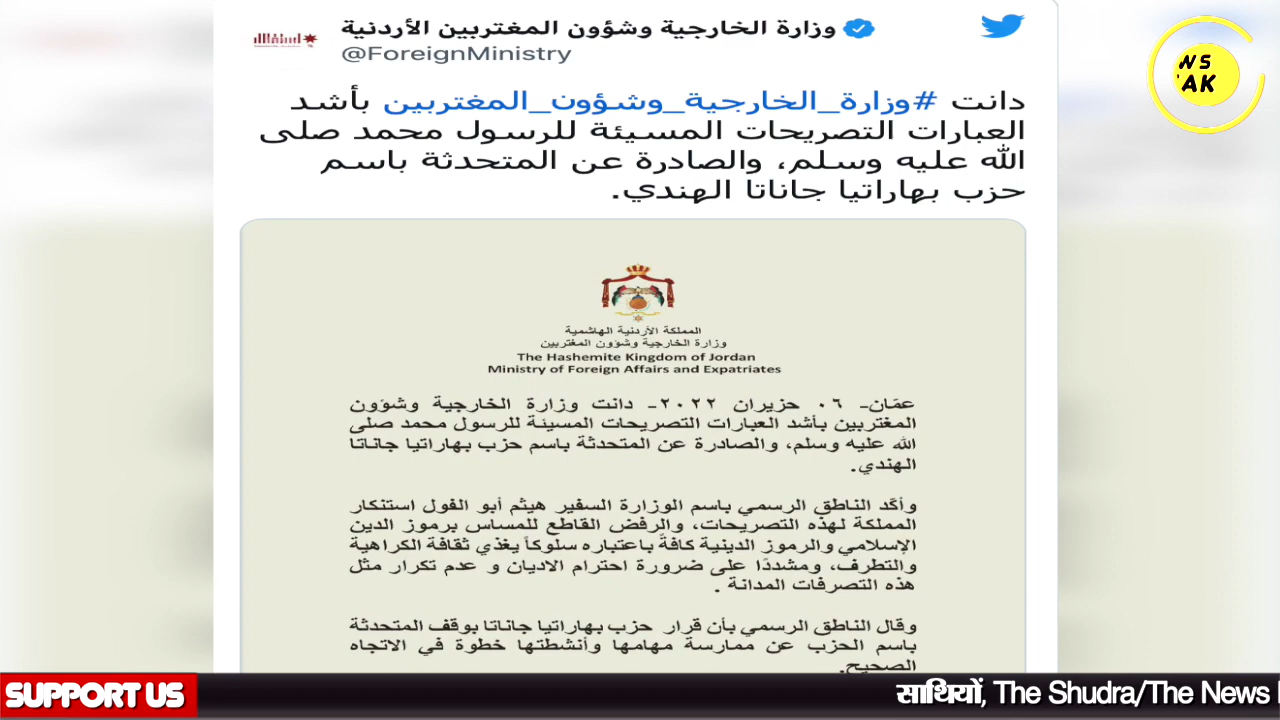 وزارة الخارجية وشؤون المغتربين الأردنية
@ForeignMinistry
دانت #وزارة_الخارجية_وشؤون_المغتربين بأشد
العبارات التصريحات المسيئة للرسول محمد صلى
الله عليه وسلم، والصادرة عن المتحدثة باسم
حزب بهاراتيا جاناتا الهندي.
المملكة الأردنية الهاشمية
وزارة الخارجية وشؤون المغتربين
The Hashemite Kingdom of Jordan
Ministry of Foreign Affairs and Expatriates
عمّان- ٠٦ حزيران ٢٠٢٢- دانت وزارة الخارجية وشؤون
المغتربين بأشد العبارات التصريحات المسيئة للرسول محمد صلى
الله عليه وسلم، والصادرة عن المتحدثة باسم حزب بهاراتيا جاناتا
الهندي.
وأكّد الناطق الرسمي باسم الوزارة السفير هيثم أبو الفول استنكار
المملكة لهذه التصريحات، والرفض القاطع للمساس برموز الدين
الإسلامي والرموز الدينية كافةً باعتباره سلوكاً يغذي ثقافة الكراهية
والتطرف، ومشددًا على ضرورة احترام الاديان و عدم تكرار مثل
هذه التصرفات المدانة .
وقال الناطق الرسمي بأن قرار حزب بهاراتيا جاناتا بوقف المتحدثة
باسم الحزب عن ممارسة مهامها وأنشطتها خطوة في الاتجاه
الصحيح.
WS
AK
SUPPORT US
साथियों, The Shudra/The News